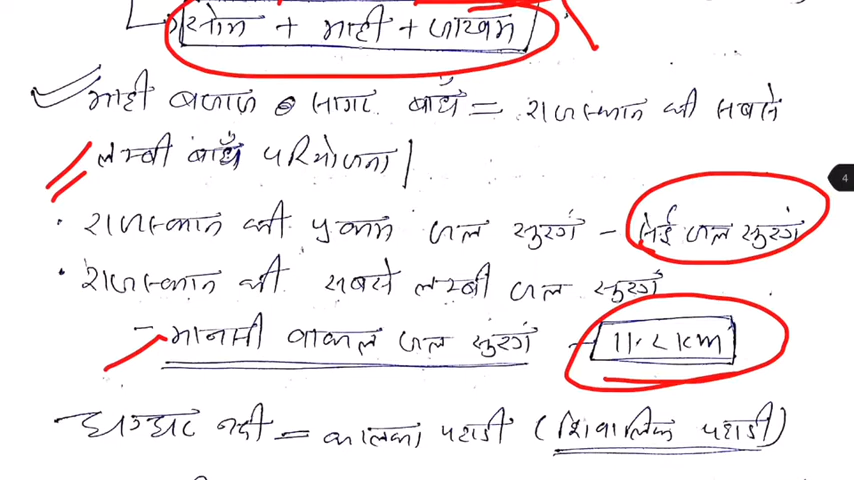 सोम + माही + जाखम
माही बजाज सागर बाँध = राजस्थान की सबसे
लम्बी बाँध परियोजना |
· राजस्थान की प्रथम जल सुरंग - सेई जल सुरंग
· राजस्थान की सबसे लम्बी जल सुरंग
- मानसी वाकल जल सुरंग - 11.2 KM
- घग्घर नदी = कालका पहाडी (शिवालिक पहाडी)
4